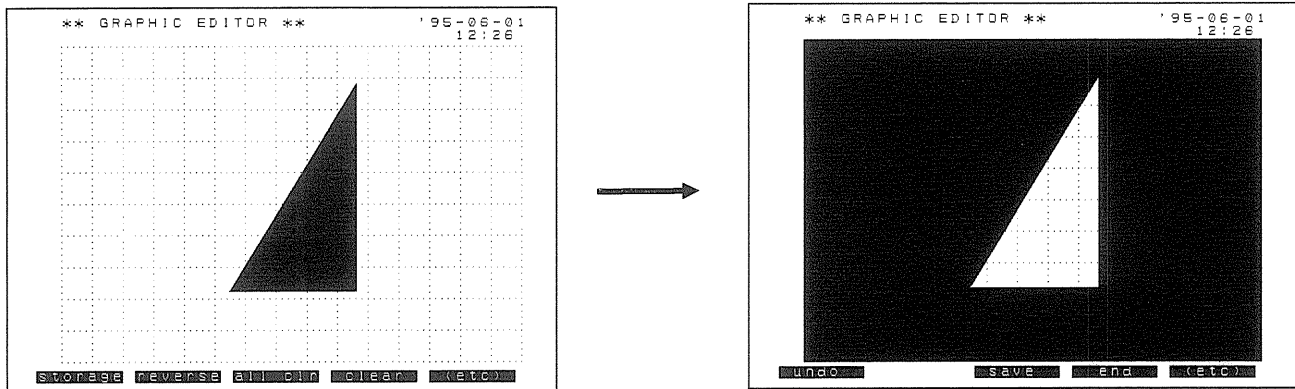 ** GRAPHIC EDITOR ** '95-06-01
12:26
storage reverse all clr clear (etc)
** GRAPHIC EDITOR ** '95-06-01
12:26
undo save end (etc)